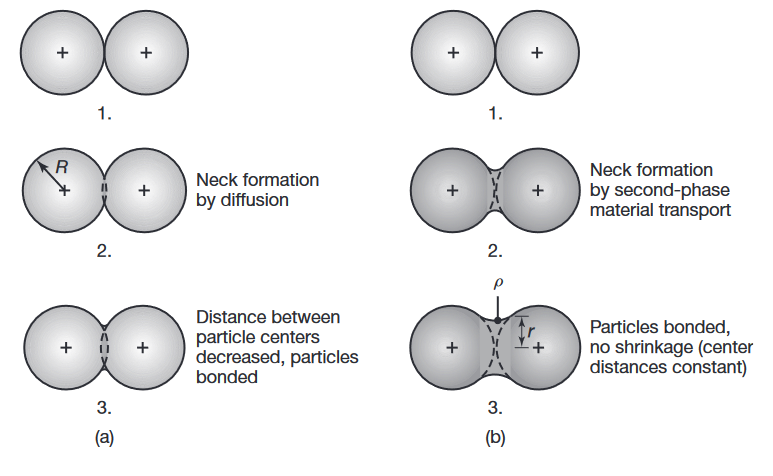 1.
1.
R
Neck formation
by diffusion
2.
Neck formation
by second-phase
material transport
2.
Distance between
particle centers
decreased, particles
bonded
3.
(a)
ρ
r
Particles bonded,
no shrinkage (center
distances constant)
3.
(b)